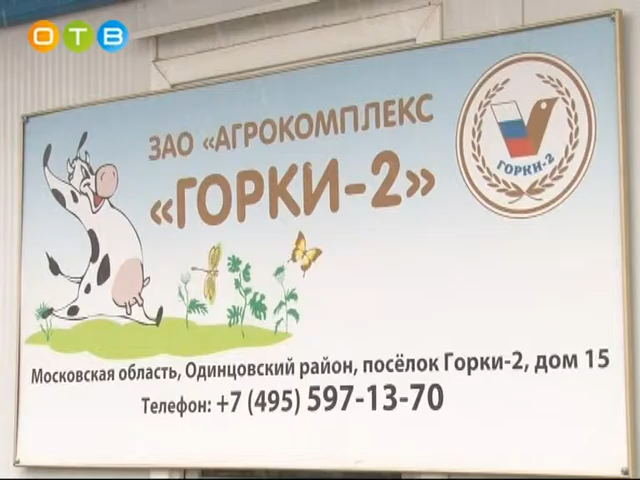 ОТВ
ЗАО «АГРОКОМПЛЕКС
«ГОРКИ-2»
ГОРКИ-2
Московская область, Одинцовский район, посёлок Горки-2, дом 15
Телефон: +7 (495) 597-13-70